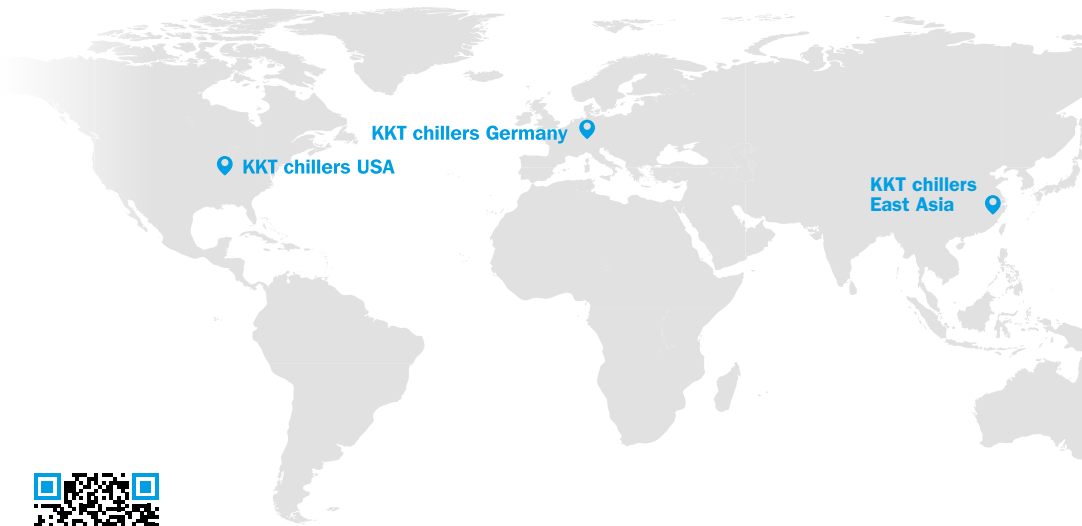 KKT chillers Germany
KKT chillers USA
KKT chillers
East Asia